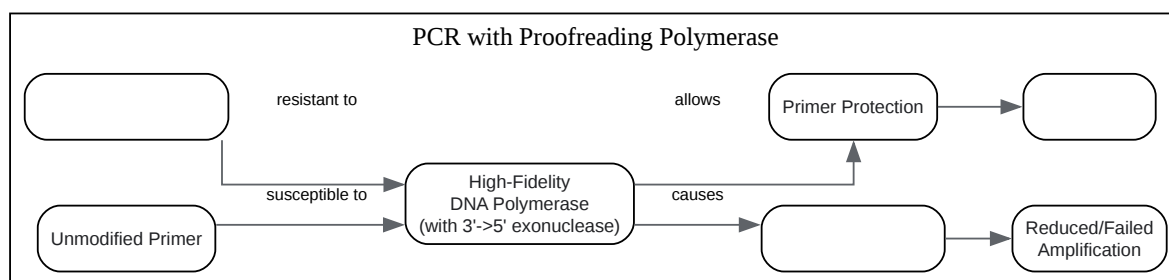 PCR with Proofreading Polymerase
resistant to
allows
Primer Protection
High-Fidelity
DNA Polymerase
(with 3'->5' exonuclease)
susceptible to
causes
Unmodified Primer
Reduced/Failed
Amplification